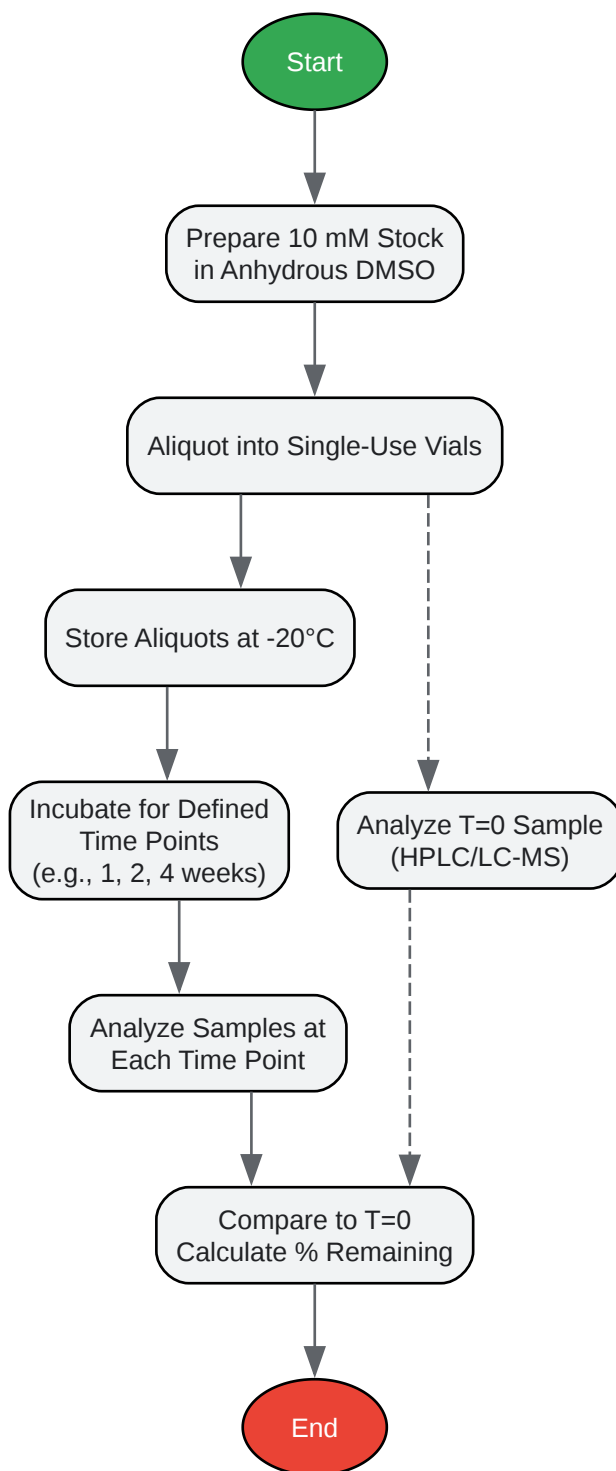 Start
Prepare 10 mM Stock
in Anhydrous DMSO
Aliquot into Single-Use Vials
Store Aliquots at -20°C
Incubate for Defined
Time Points
(e.g., 1, 2, 4 weeks)
Analyze T=0 Sample
(HPLC/LC-MS)
Analyze Samples at
Each Time Point
Compare to T=0
Calculate % Remaining
End